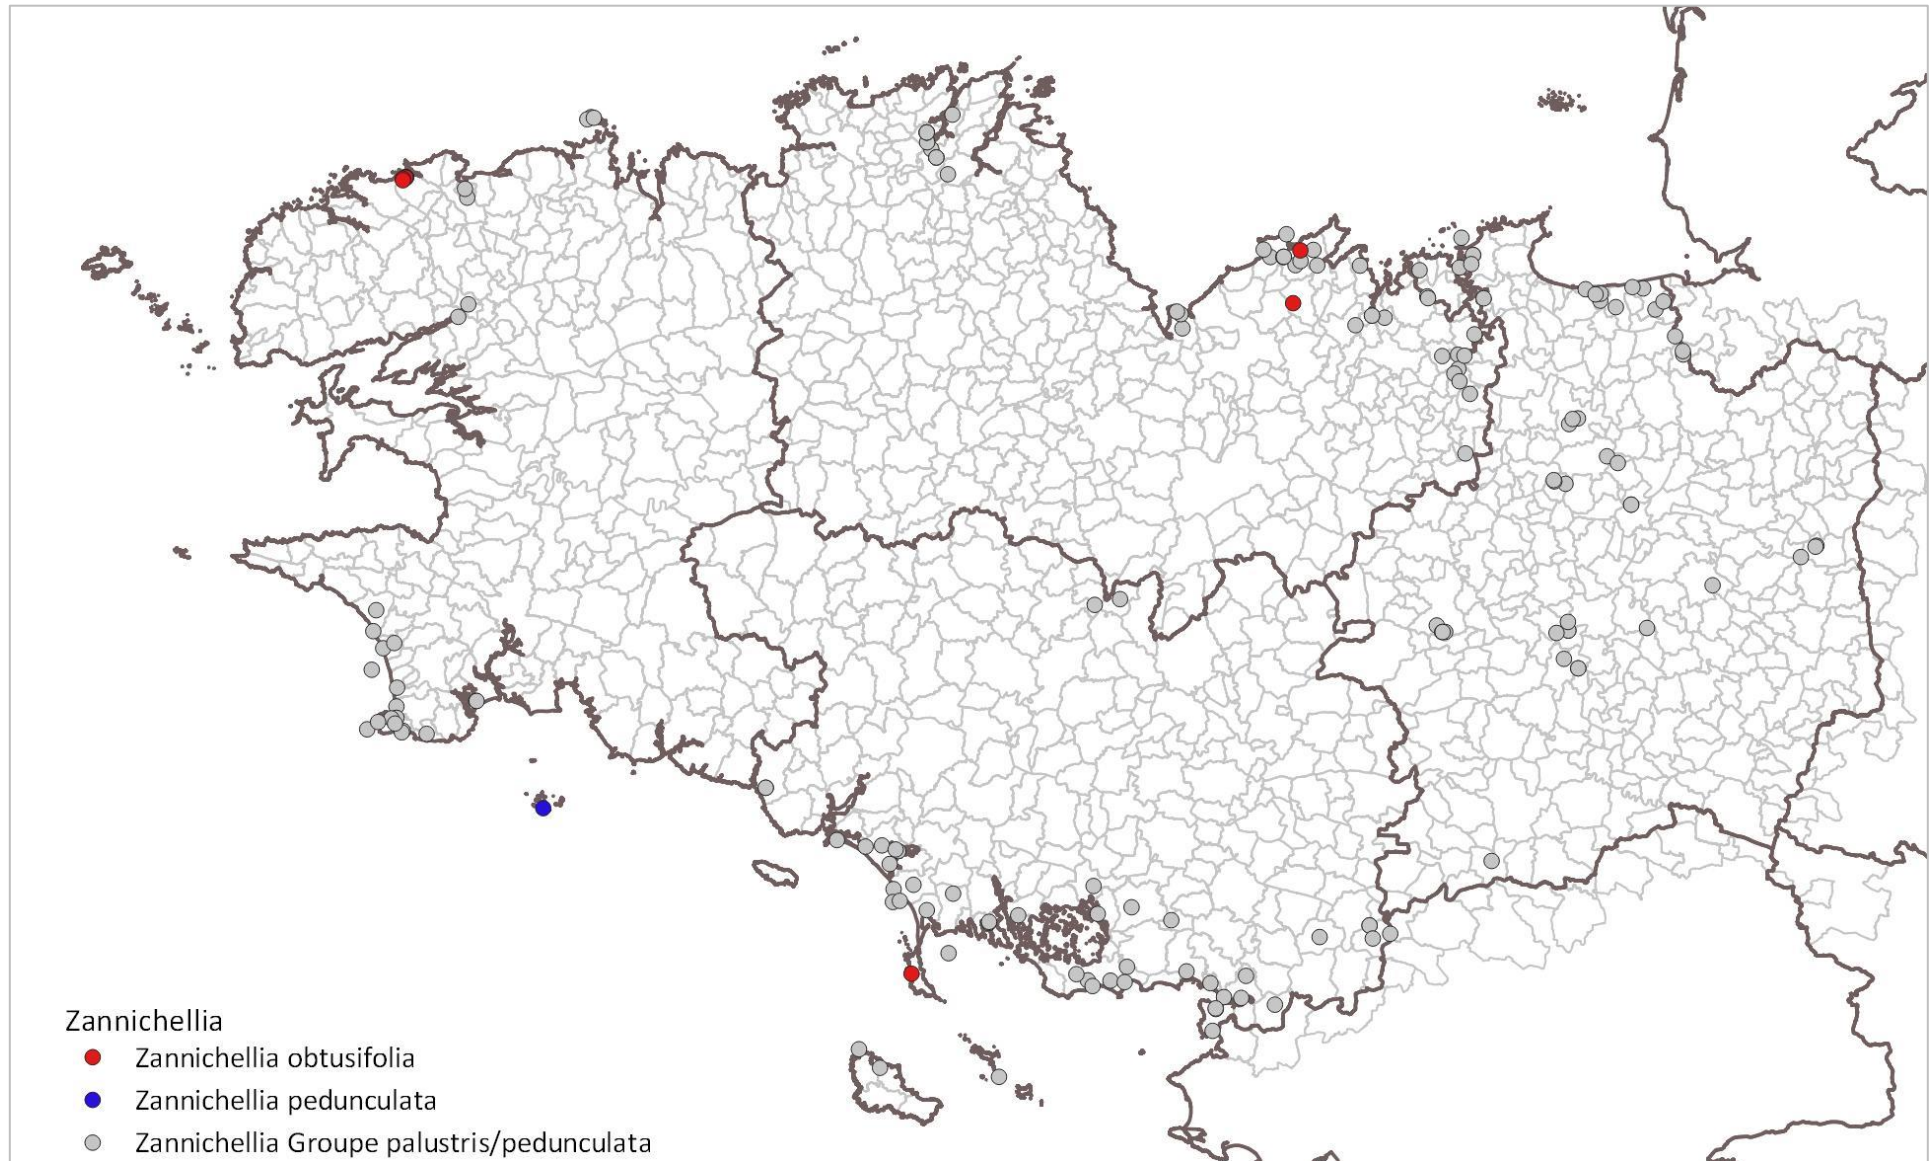 Zannichellia
Zannichellia obtusifolia
Zannichellia pedunculata
Zannichellia Groupe palustris/pedunculata